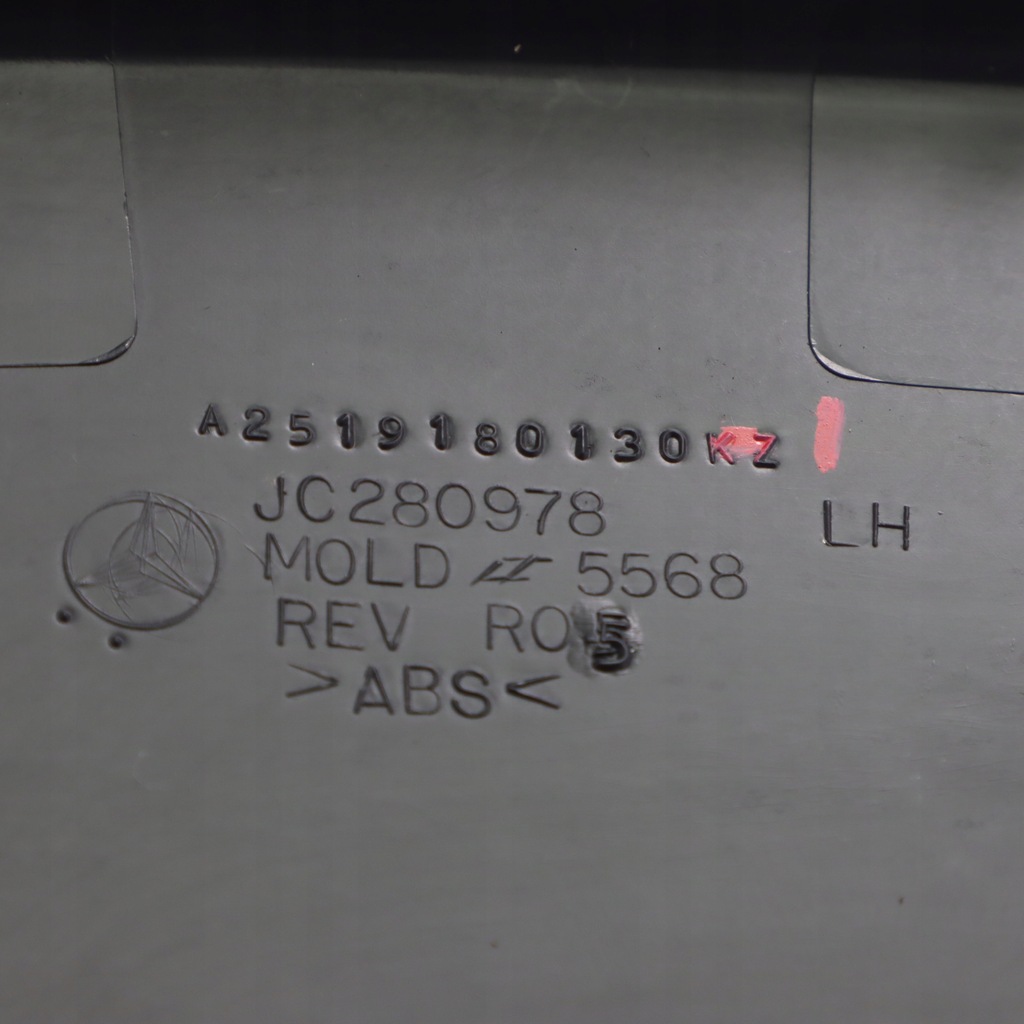 A2519180130KZ
JC280978
LH
MOLD # 5568
REV R05
>ABS<